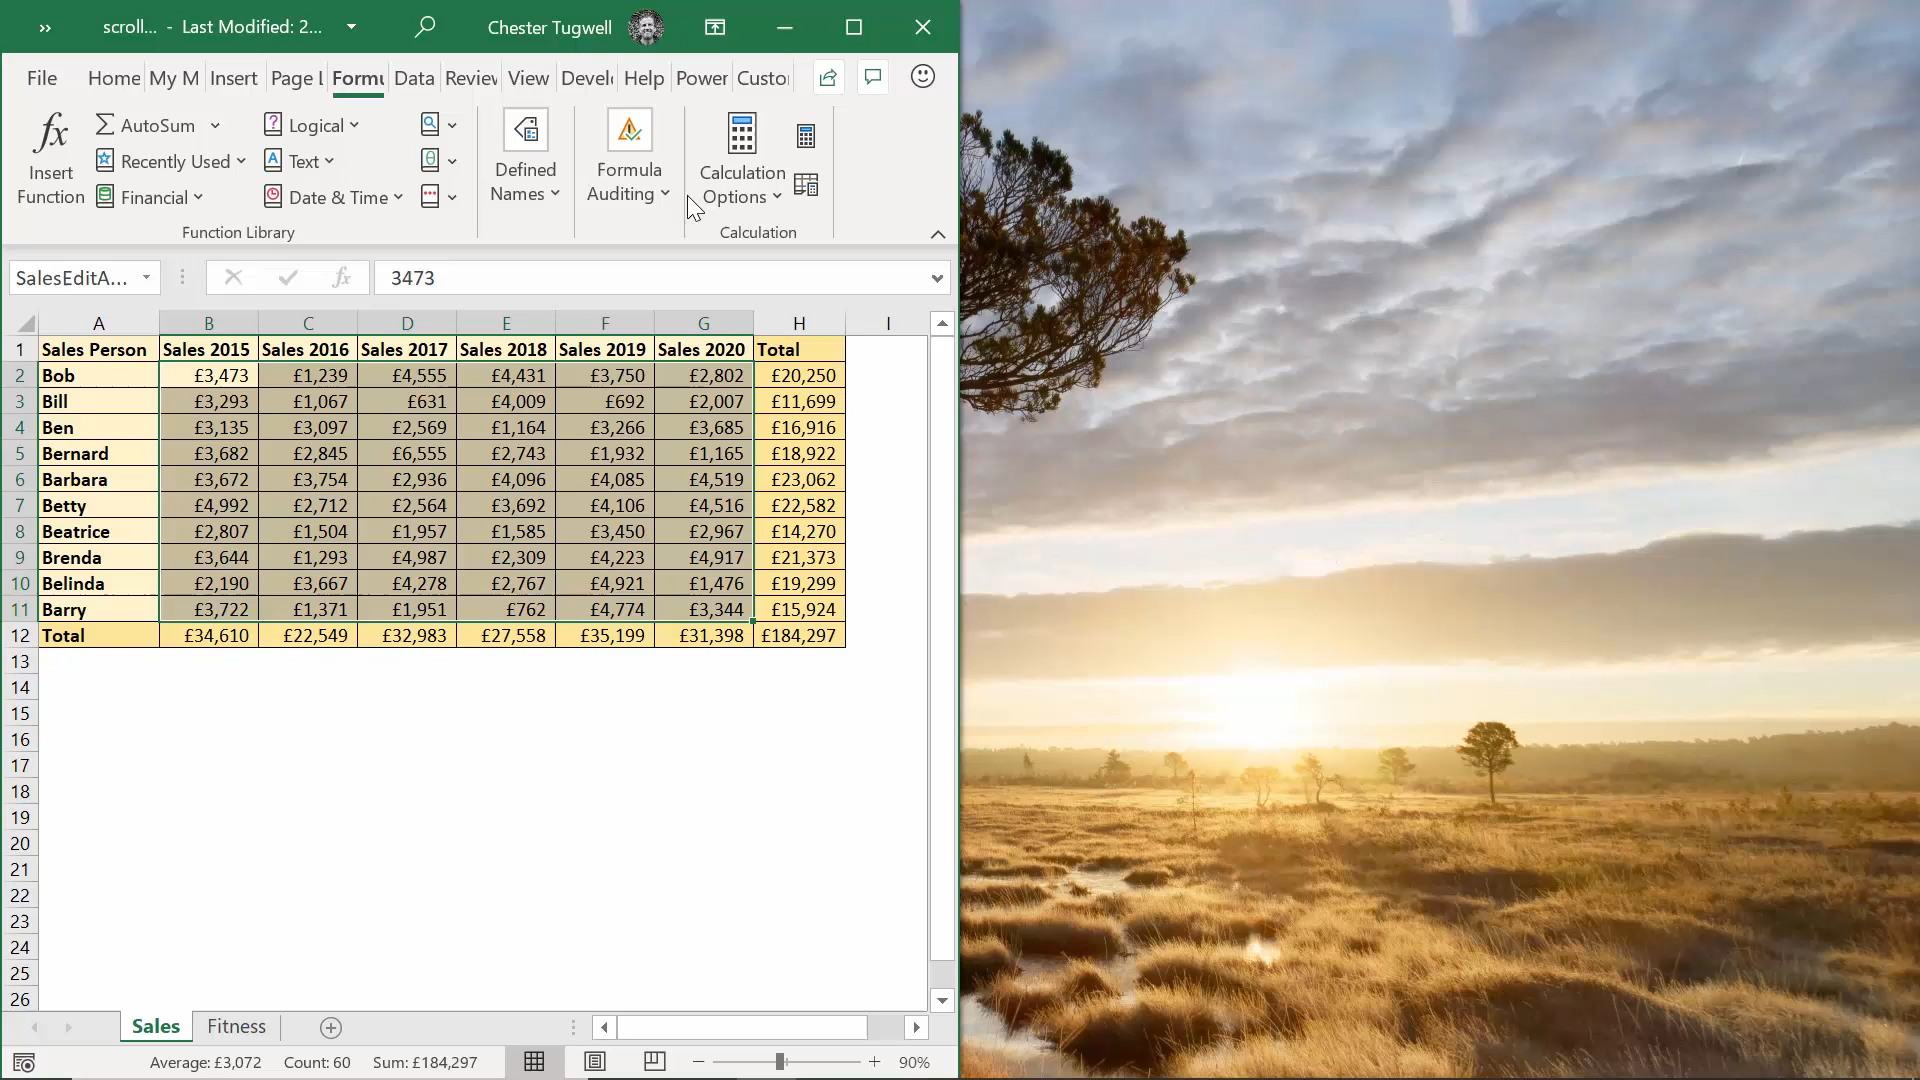 scroll... - Last Modified: 2...
Chester Tugwell
File Home My M Insert Page L Formu Data Review View Devel Help Power Custo
fx Insert Function
AutoSum
Recently Used
Financial
Logical
Text
Date & Time
Function Library
Defined Names
Formula Auditing
Calculation Options
Calculation
SalesEditA...
fx
3473
A B C D E F G H I
1 Sales Person Sales 2015 Sales 2016 Sales 2017 Sales 2018 Sales 2019 Sales 2020 Total
2 Bob £3,473 £1,239 £4,555 £4,431 £3,750 £2,802 £20,250
3 Bill £3,293 £1,067 £631 £4,009 £692 £2,007 £11,699
4 Ben £3,135 £3,097 £2,569 £1,164 £3,266 £3,685 £16,916
5 Bernard £3,682 £2,845 £6,555 £2,743 £1,932 £1,165 £18,922
6 Barbara £3,672 £3,754 £2,936 £4,096 £4,085 £4,519 £23,062
7 Betty £4,992 £2,712 £2,564 £3,692 £4,106 £4,516 £22,582
8 Beatrice £2,807 £1,504 £1,957 £1,585 £3,450 £2,967 £14,270
9 Brenda £3,644 £1,293 £4,987 £2,309 £4,223 £4,917 £21,373
10 Belinda £2,190 £3,667 £4,278 £2,767 £4,921 £1,476 £19,299
11 Barry £3,722 £1,371 £1,951 £762 £4,774 £3,344 £15,924
12 Total £34,610 £22,549 £32,983 £27,558 £35,199 £31,398 £184,297
13
14
15
16
17
18
19
20
21
22
23
24
25
26
Sales Fitness
Average: £3,072 Count: 60 Sum: £184,297 90%